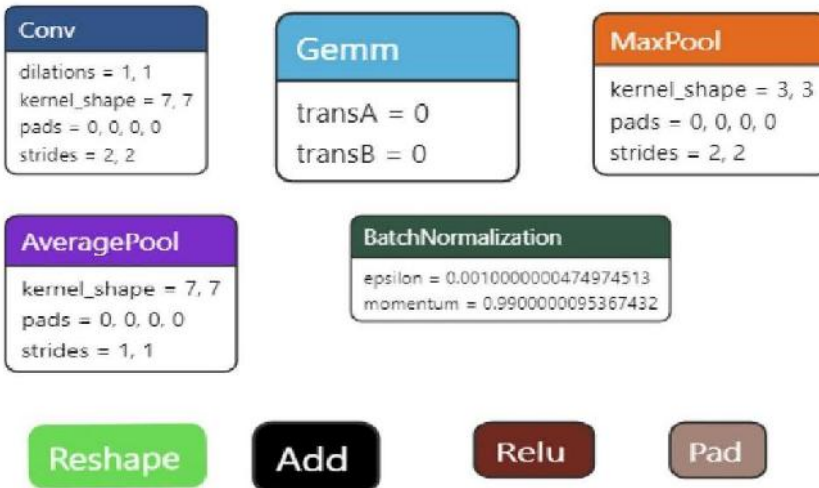 Conv
dilations = 1, 1
kernel_shape = 7, 7
pads = 0, 0, 0, 0
strides = 2, 2
Gemm
transA = 0
transB = 0
MaxPool
kernel_shape = 3, 3
pads = 0, 0, 0, 0
strides = 2, 2
AveragePool
kernel_shape = 7, 7
pads = 0, 0, 0, 0
strides = 1, 1
BatchNormalization
epsilon = 0.0010000000474974513
momentum = 0.9900000095367432
Reshape
Add
Relu
Pad